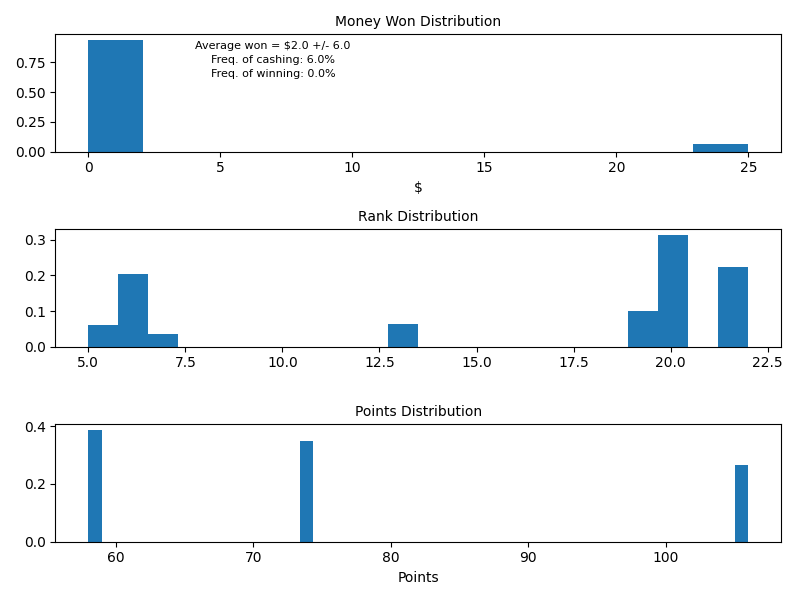 Money Won Distribution
Average won = $2.0 +/- 6.0
Freq. of cashing: 6.0%
Freq. of winning: 0.0%
0.75
0.50
0.25
0.00
0 5 10 15 20 25
$
Rank Distribution
0.3
0.2
0.1
0.0
5.0 7.5 10.0 12.5 15.0 17.5 20.0 22.5
Points Distribution
0.4
0.2
0.0
60 70 80 90 100
Points